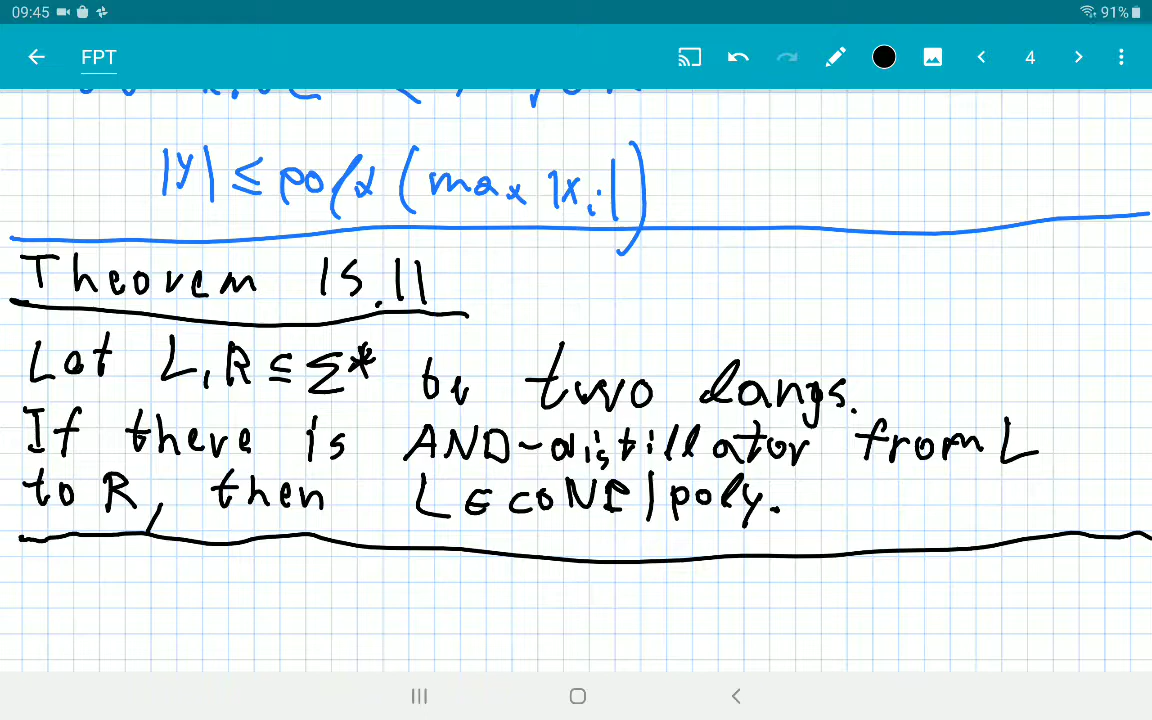 09:45
91%
FPT
4
|y| ≤ poly (max |x_i|)
Theorem 15.11
Let L, R ⊆ Σ* be two langs.
If there is AND-distillator from L
to R, then L ∈ coNP/poly.